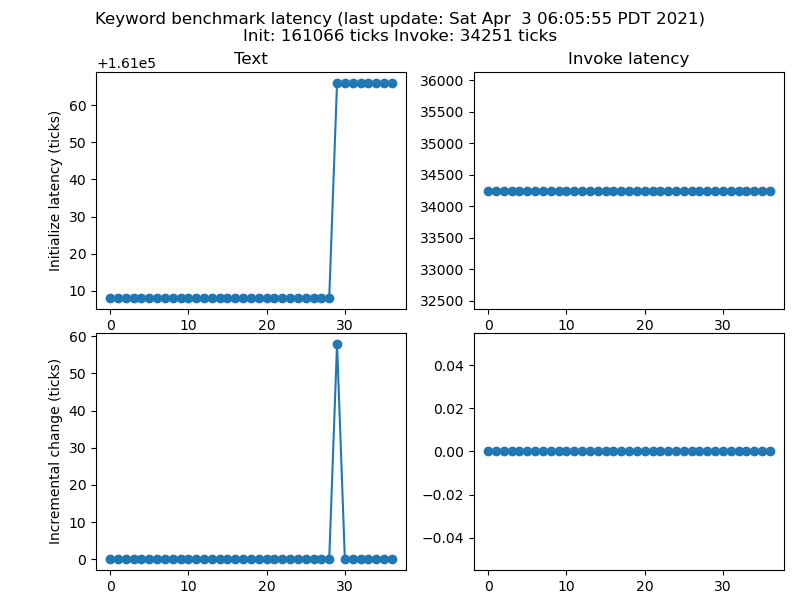 Keyword benchmark latency (last update: Sat Apr  3 06:05:55 PDT 2021)
Init: 161066 ticks Invoke: 34251 ticks
Text
Invoke latency
+1.61e5
Initialize latency (ticks)
60
50
40
30
20
10
0 10 20 30
36000
35500
35000
34500
34000
33500
33000
32500
0 10 20 30
Incremental change (ticks)
60
50
40
30
20
10
0
0 10 20 30
0.04
0.02
0.00
−0.02
−0.04
0 10 20 30